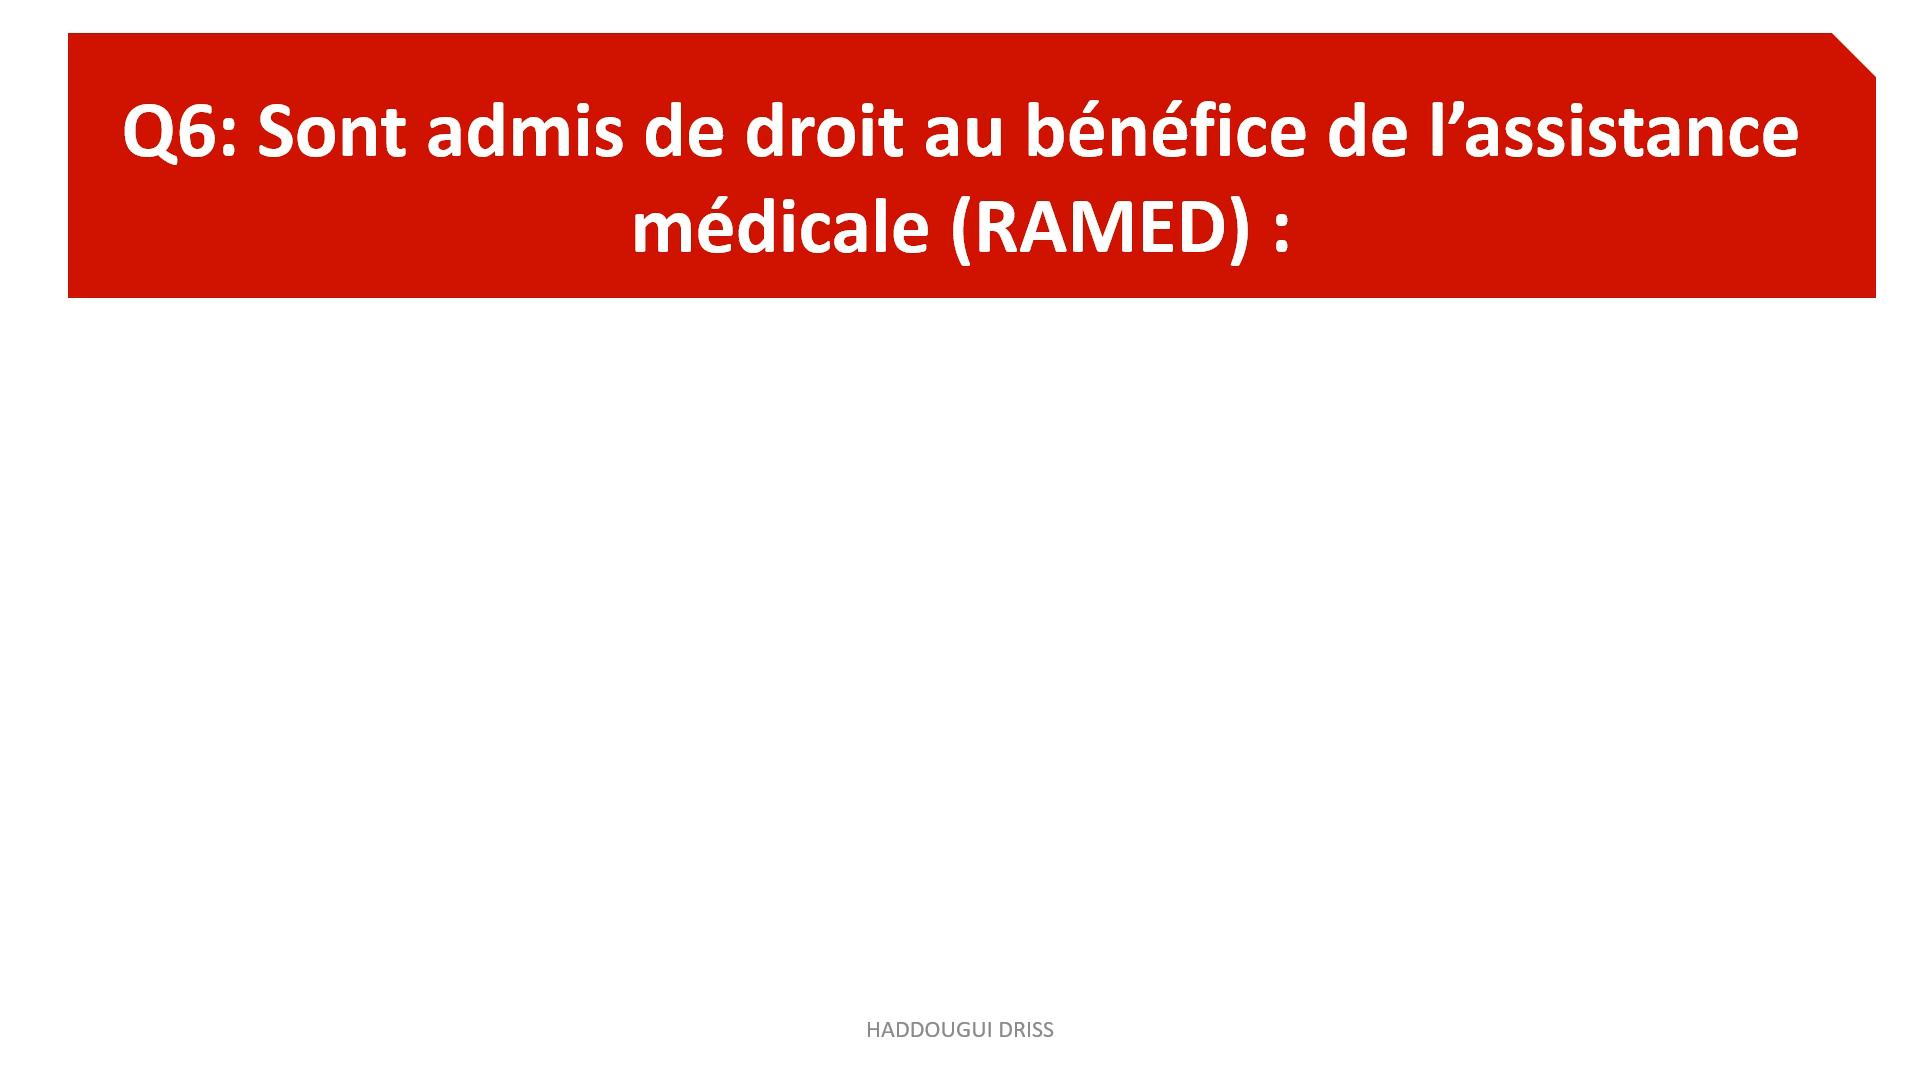 Q6: Sont admis de droit au bénéfice de l’assistance
médicale (RAMED) :
HADDOUGUI DRISS